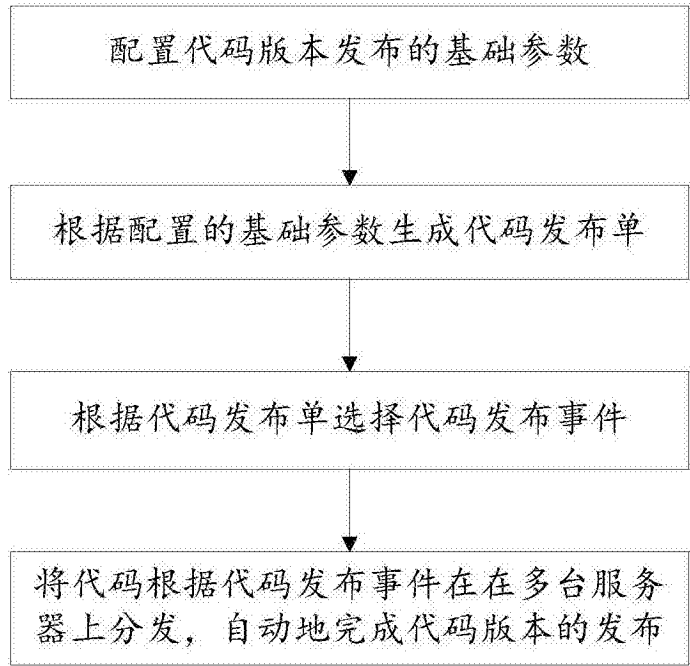 配置代码版本发布的基础参数
根据配置的基础参数生成代码发布单
根据代码发布单选择代码发布事件
将代码根据代码发布事件在在多台服务
器上分发，自动地完成代码版本的发布